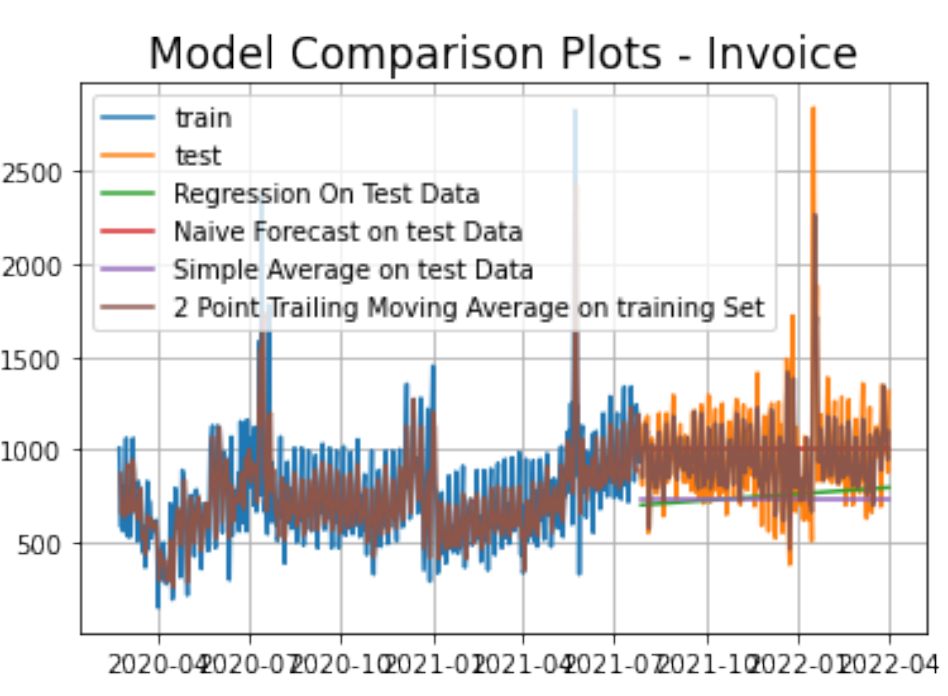 Model Comparison Plots - Invoice
train
test
Regression On Test Data
Naive Forecast on test Data
Simple Average on test Data
2 Point Trailing Moving Average on training Set
2500
2000
1500
1000
500
2020-04 2020-07 2020-10 2021-01 2021-04 2021-07 2021-10 2022-01 2022-04